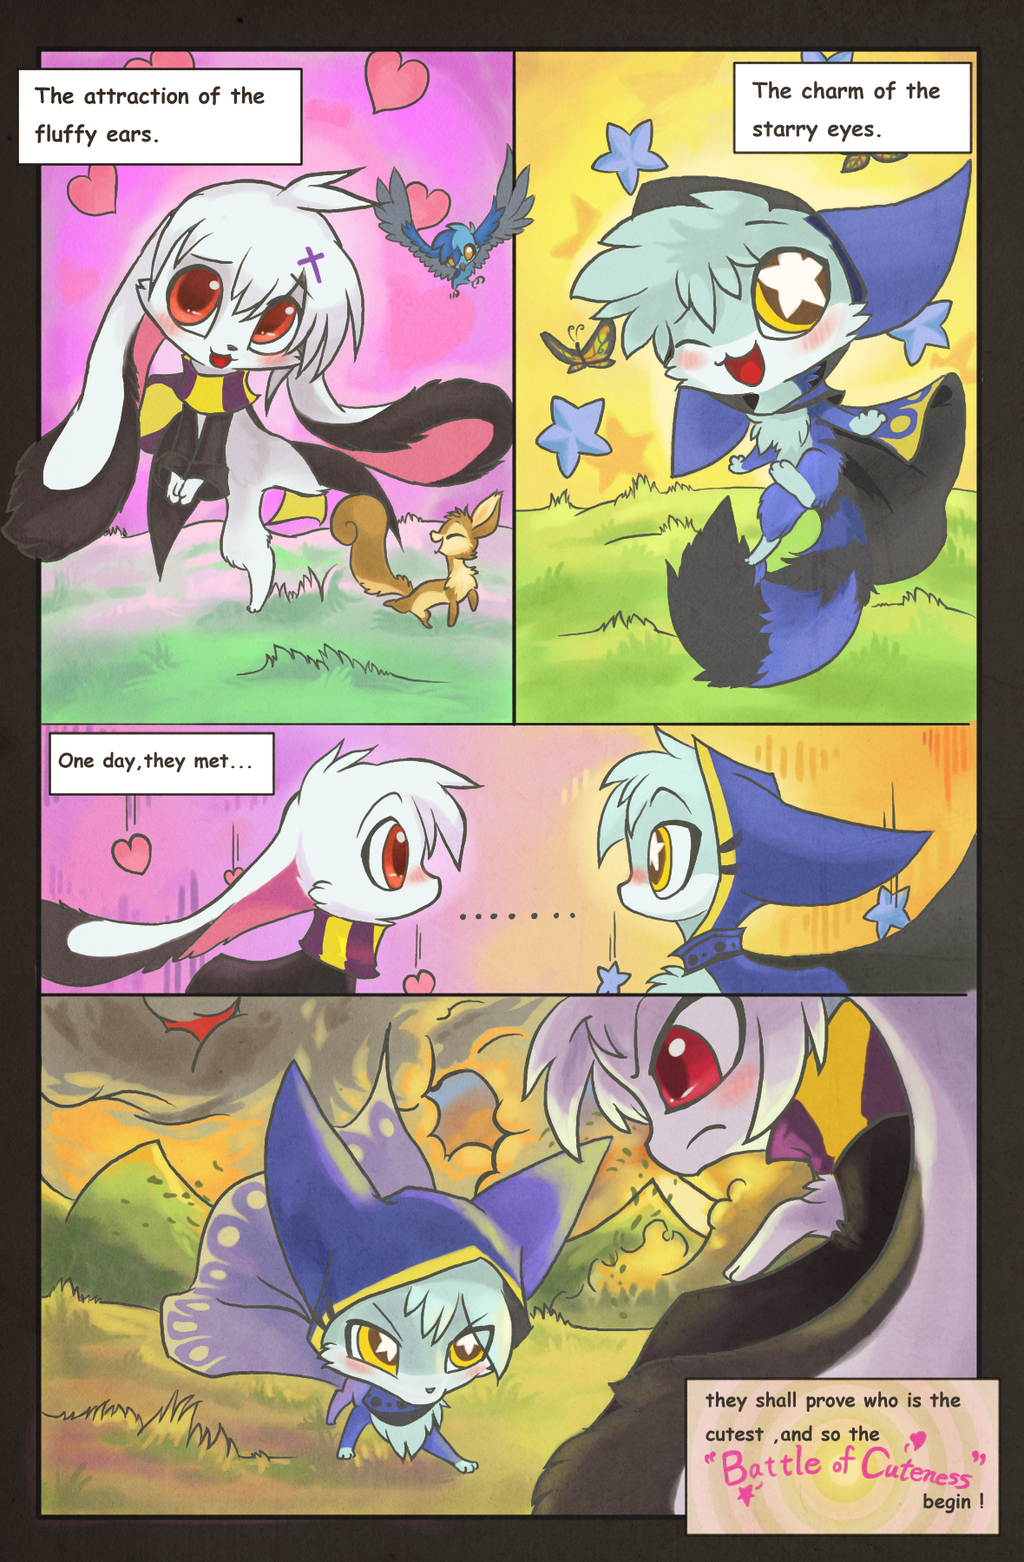 The attraction of the
fluffy ears.
The charm of the
starry eyes.
One day,they met...
.......
they shall prove who is the
cutest ,and so the
"Battle of Cuteness"
begin !